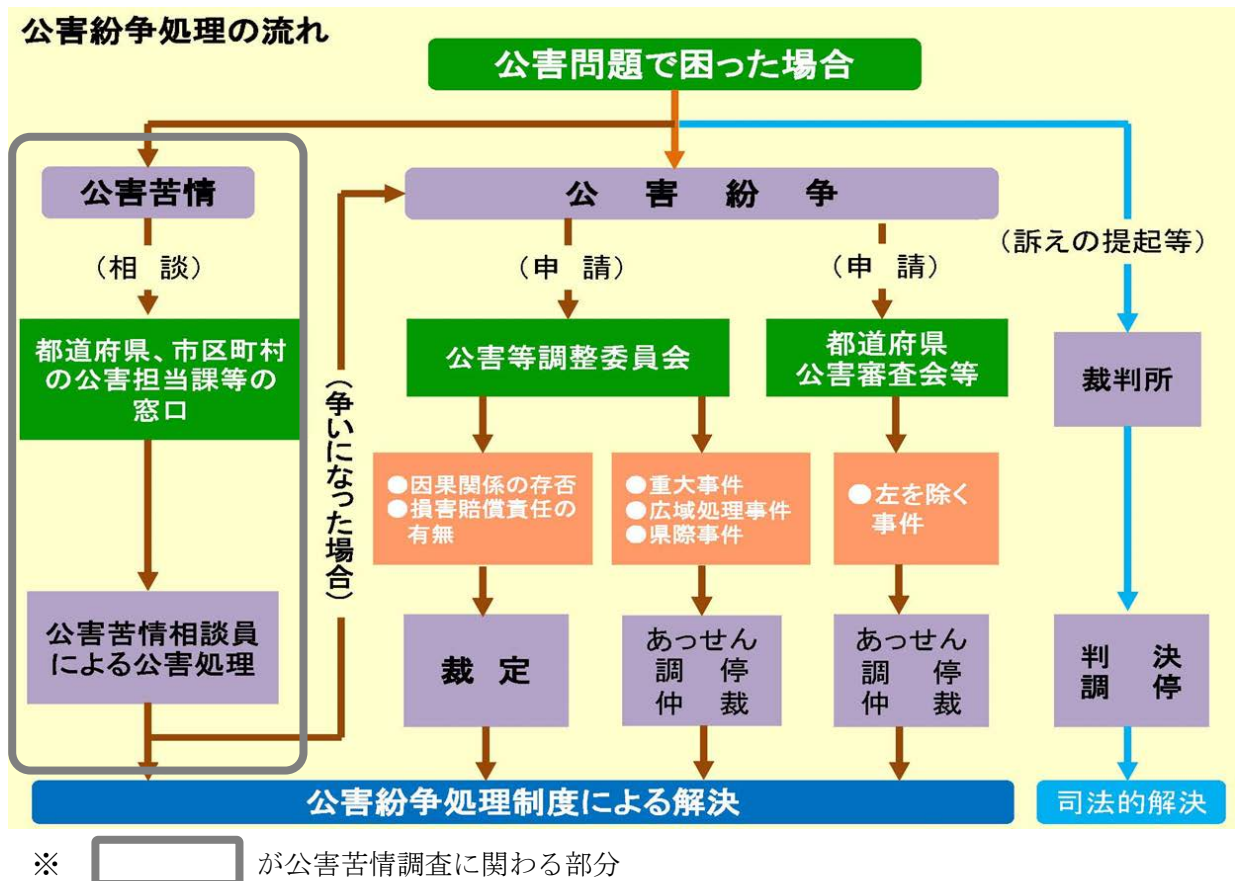 公害紛争処理の流れ
公害問題で困った場合
公害苦情
（相 談）
都道府県、市区町村
の公害担当課等の
窓口
公害苦情相談員
による公害処理
（争いになった場合）
公 害 紛 争
（申 請）
公害等調整委員会
●因果関係の存否
●損害賠償責任の
有無
裁 定
●重大事件
●広域処理事件
●県際事件
あっせん
調 停
仲 裁
（申 請）
都道府県
公害審査会等
●左を除く
事件
あっせん
調 停
仲 裁
（訴えの提起等）
裁判所
判 決
調 停
公害紛争処理制度による解決
司法的解決
※ が公害苦情調査に関わる部分